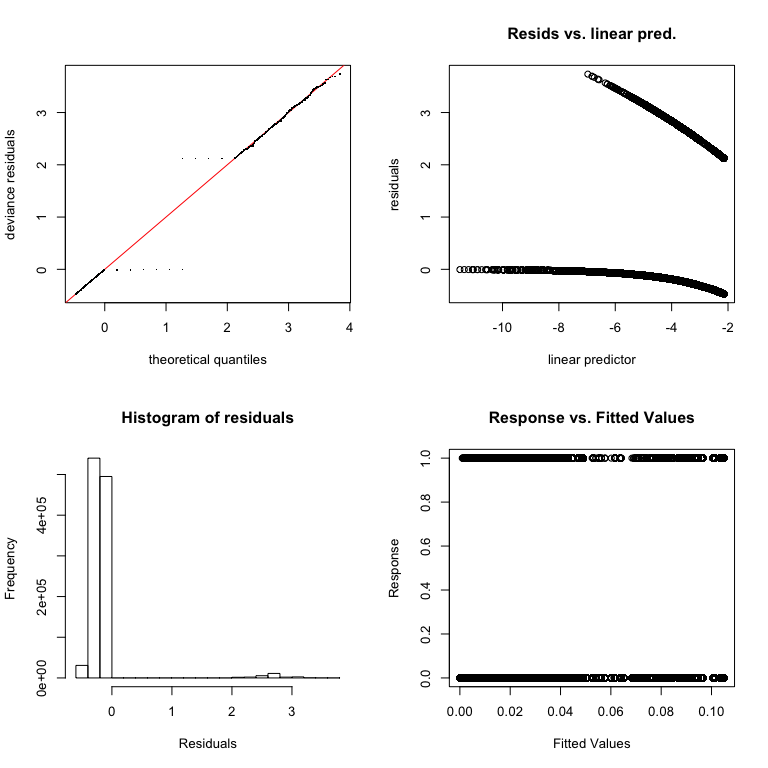 deviance residuals
3
2
1
0
0 1 2 3 4
theoretical quantiles
Resids vs. linear pred.
residuals
3
2
1
0
-10 -8 -6 -4 -2
linear predictor
Histogram of residuals
Frequency
4e+05
2e+05
0e+00
0 1 2 3
Residuals
Response vs. Fitted Values
Response
1.0
0.8
0.6
0.4
0.2
0.0
0.00 0.02 0.04 0.06 0.08 0.10
Fitted Values